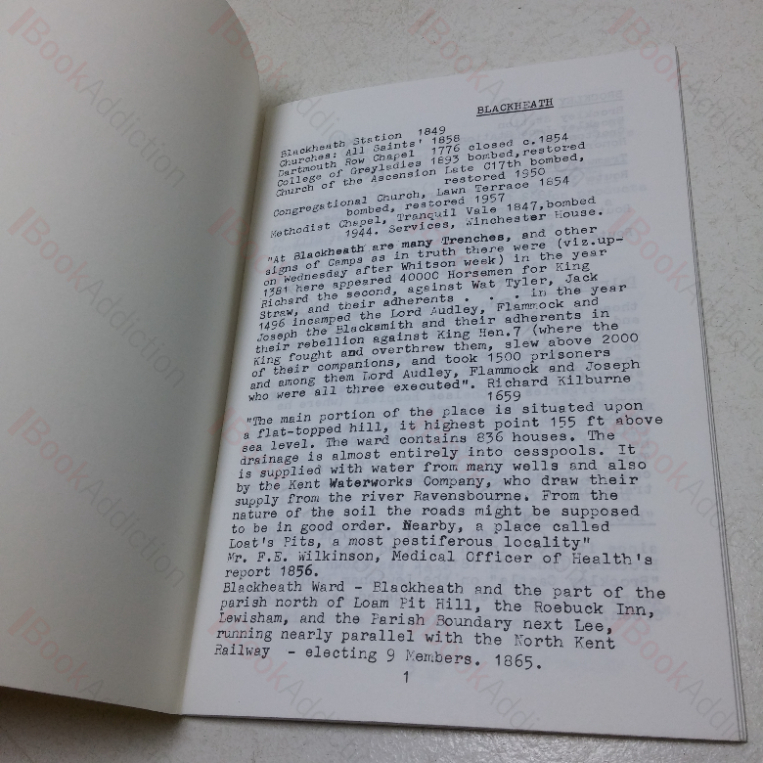 BLACKHEATH
Blackheath Station 1849
Churches: All Saints' 1858
Dartmouth Row Chapel 1776 closed c.1854
College of Greyladies 1893 bombed,restored
Church of the Ascension Late C17th bombed,
restored 1950
Congregational Church, Lawn Terrace 1854
bombed, restored 1957
Methodist Chapel, Tranquil Vale 1847,bombed
1944. Services, Winchester House.
"At Blackheath are many Trenches, and other
signs of Camps as in truth there were (viz.up-
on Wednesday after Whitson week) in the year
1381 here appeared 40000 Horsemen for King
Richard the second, against Wat Tyler, Jack
Straw, and their adherents . . . in the year
1496 incamped the Lord Audley, Flammock and
Joseph the Blacksmith and their adherents in
their rebellion against King Hen.7 (where the
King fought and overthrew them, slew above 2000
of their companions, and took 1500 prisoners
and among them Lord Audley, Flammock and Joseph
who were all three executed". Richard Kilburne
1659
"The main portion of the place is situated upon
a flat-topped hill, it highest point 155 ft above
sea level. The ward contains 836 houses. The
drainage is almost entirely into cesspols. It
is supplied with water from many wells and also
by the Kent Waterworks Company, who draw their
supply from the river Ravensbourne. From the
nature of the soil the roads might be supposed
to be in good order. Nearby, a place called
Loat's Pits, a most pestiferous locality"
Mr. F.E. Wilkinson, Medical Officer of Health's
report 1856.
Blackheath Ward - Blackheath and the part of the
parish north of Loam Pit Hill, the Roebuck Inn,
Lewisham, and the Parish Boundary next Lee,
running nearly parallel with the North Kent
Railway - electing 9 Members. 1865.
1
BookAddiction